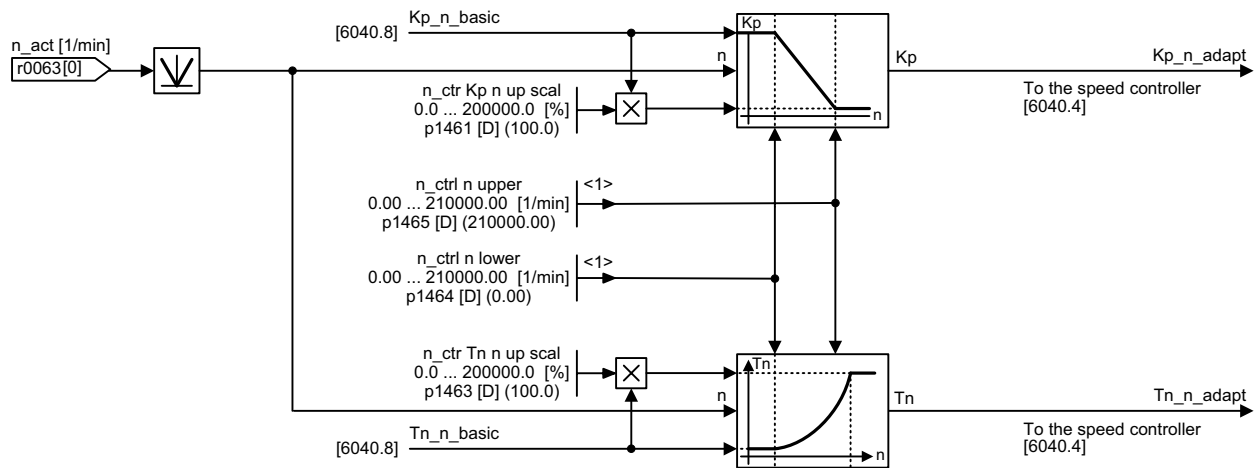 Kp_n_basic
[6040.8]
n_act [1/min]
r0063[0]
Kp
n
n
Kp
Kp_n_adapt
To the speed controller
[6040.4]
n_ctr Kp n up scal
0.0 ... 200000.0 [%]
p1461 [D] (100.0)
n_ctrl n upper
0.00 ... 210000.00 [1/min]
p1465 [D] (210000.00)
<1>
n_ctrl n lower
0.00 ... 210000.00 [1/min]
p1464 [D] (0.00)
<1>
n_ctr Tn n up scal
0.0 ... 200000.0 [%]
p1463 [D] (100.0)
Tn
n
n
Tn
Tn_n_adapt
To the speed controller
[6040.4]
Tn_n_basic
[6040.8]